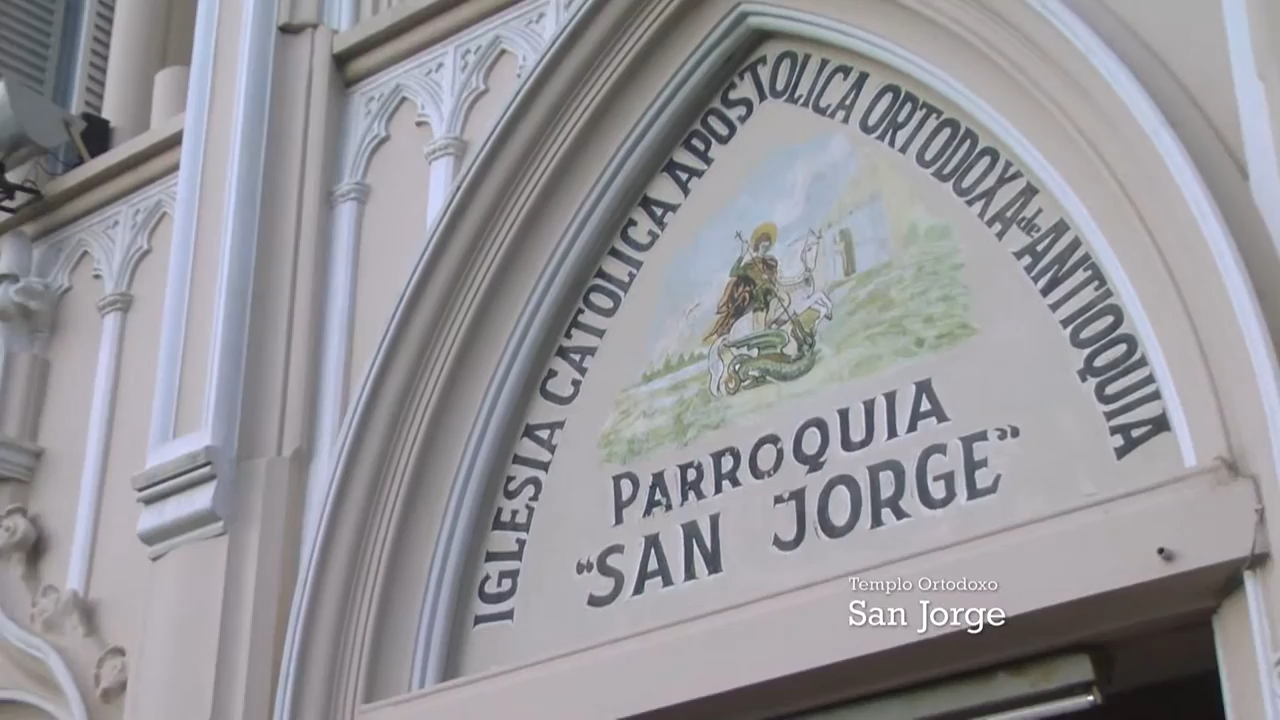 IGLESIA CATOLICA APOSTOLICA ORTODOXA de ANTIOQUIA
PARROQUIA
"SAN JORGE"
Templo Ortodoxo
San Jorge